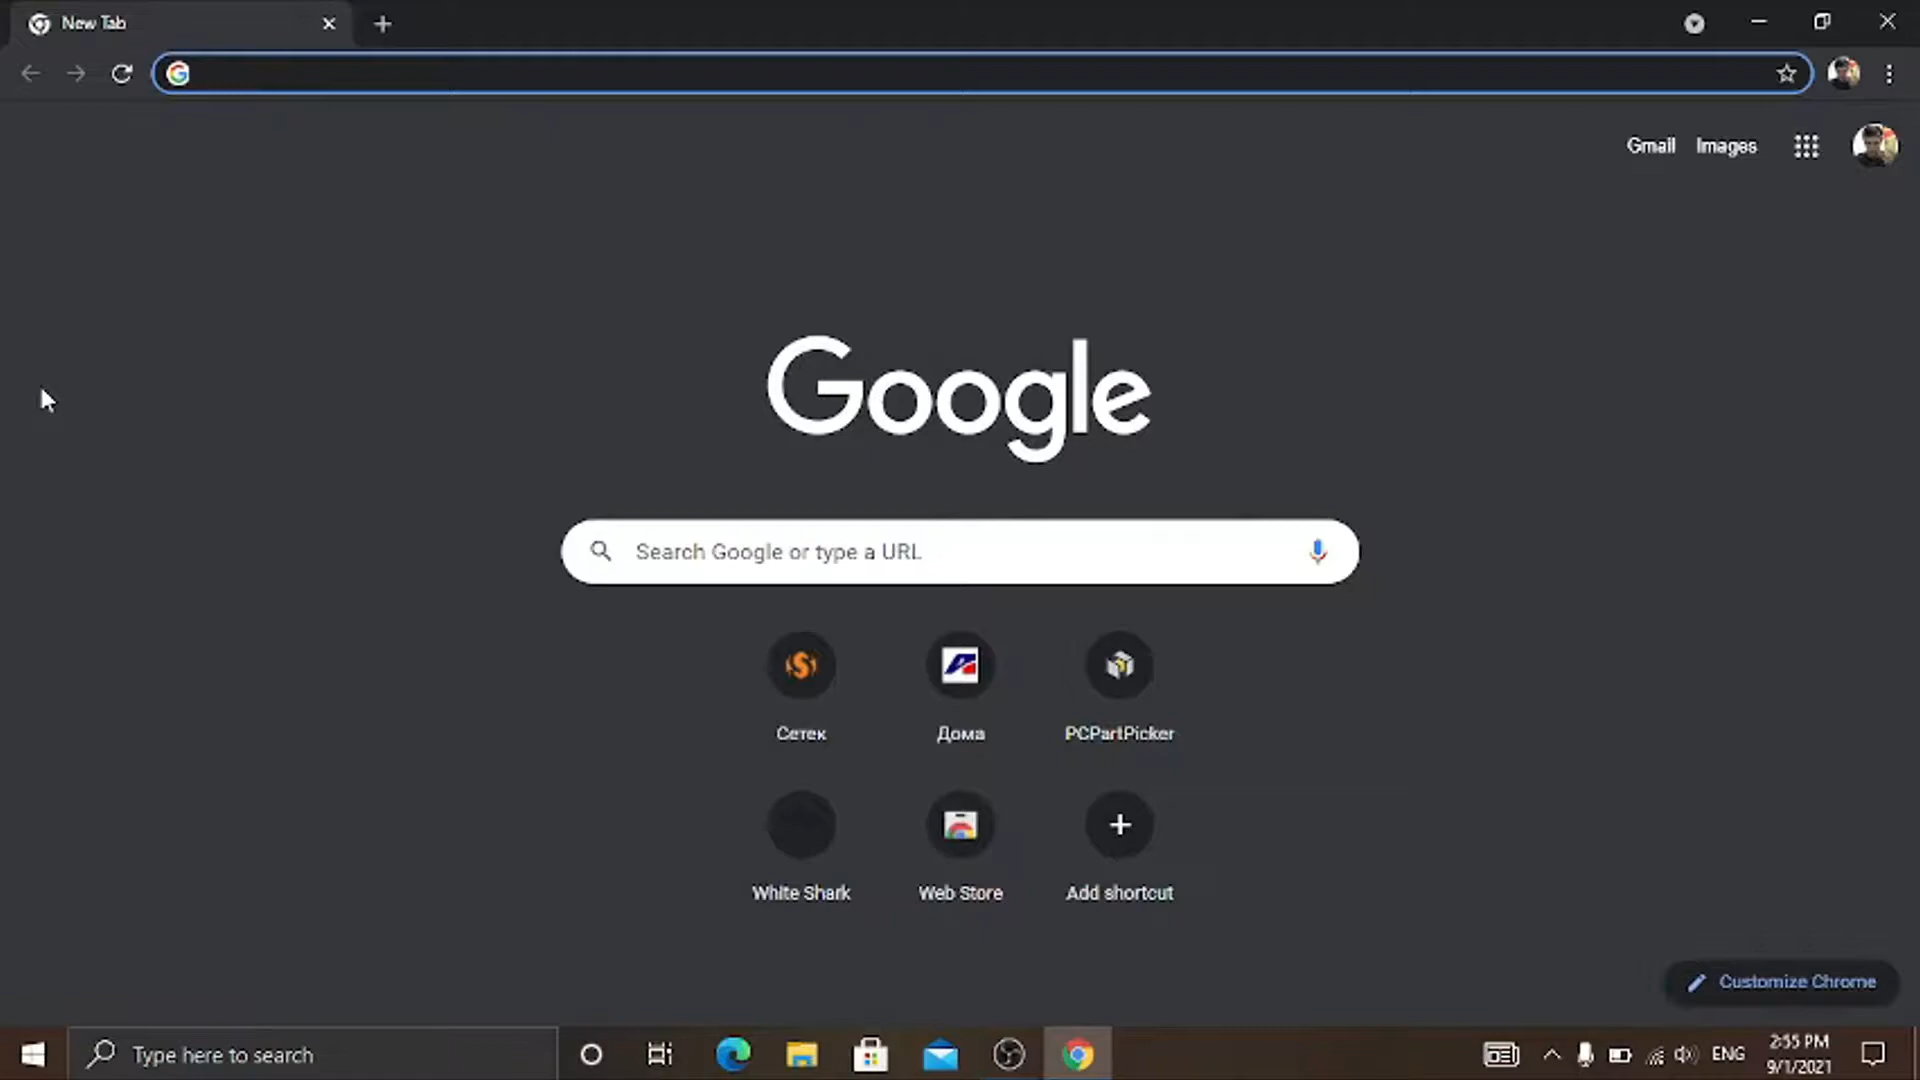 New Tab
Gmail Images
Google
Search Google or type a URL
Сетек Дома PCPartPicker
White Shark Web Store Add shortcut
Customize Chrome
Type here to search
ENG
2:55 PM
9/1/2021